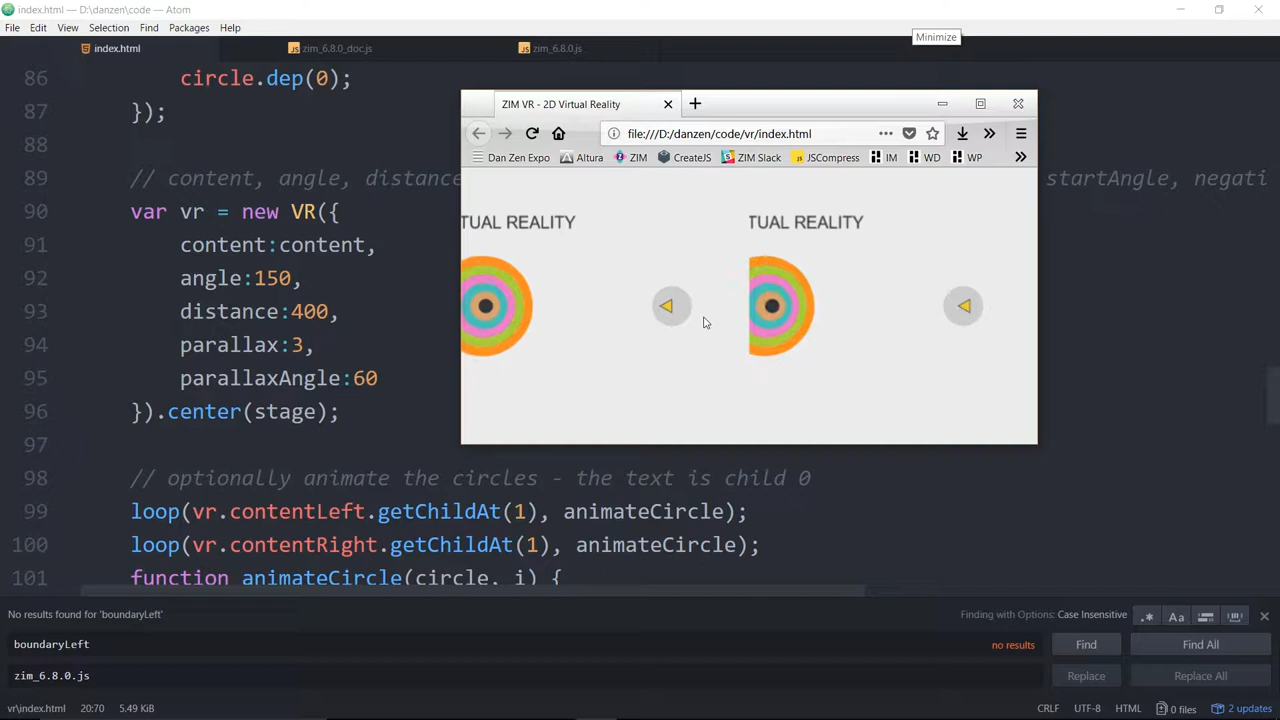 index.html — D:\danzen\code — Atom
File Edit View Selection Find Packages Help
Minimize
index.html
zim_6.8.0_doc.js
zim_6.8.0.js
86 circle.dep(0);
87 });
88
89 // content, angle, distance startAngle, negati
90 var vr = new VR({
91 content:content,
92 angle:150,
93 distance:400,
94 parallax:3,
95 parallaxAngle:60
96 }).center(stage);
97
98 // optionally animate the circles - the text is child 0
99 loop(vr.contentLeft.getChildAt(1), animateCircle);
100 loop(vr.contentRight.getChildAt(1), animateCircle);
101 function animateCircle(circle, i) {
ZIM VR - 2D Virtual Reality
file:///D:/danzen/code/vr/index.html
Dan Zen Expo Altura ZIM CreateJS ZIM Slack JSCompress IM WD WP
TUAL REALITY
TUAL REALITY
No results found for 'boundaryLeft'
Finding with Options: Case Insensitive
.* Aa
boundaryLeft
no results
Find
Find All
zim_6.8.0.js
Replace
Replace All
vr\index.html 20:70 5.49 KiB
CRLF UTF-8 HTML 0 files 2 updates